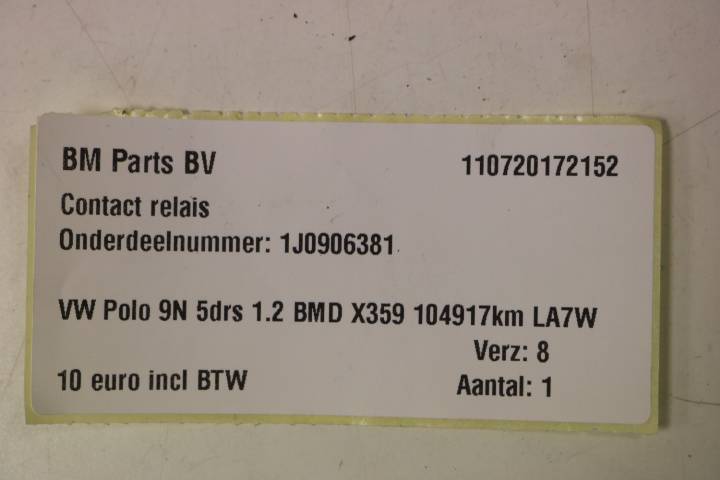 BM Parts BV 110720172152
Contact relais
Onderdeelnummer: 1J0906381
VW Polo 9N 5drs 1.2 BMD X359 104917km LA7W
Verz: 8
10 euro incl BTW Aantal: 1